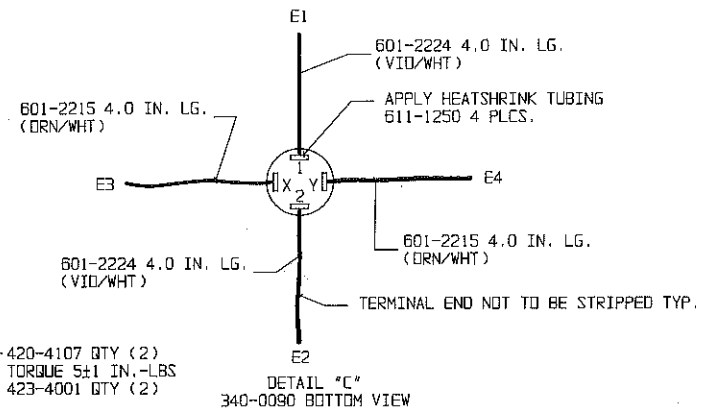 E1
601-2224 4.0 IN. LG.
(VIO/WHT)
APPLY HEATSHRINK TUBING
611-1250 4 PLCS.
601-2215 4.0 IN. LG.
(ORN/WHT)
1
E3
X
Y
E4
2
601-2215 4.0 IN. LG.
(ORN/WHT)
601-2224 4.0 IN. LG.
(VIO/WHT)
TERMINAL END NOT TO BE STRIPPED TYP.
E2
420-4107 QTY (2)
TORQUE 5±1 IN.-LBS
423-4001 QTY (2)
DETAIL "C"
340-0090 BOTTOM VIEW